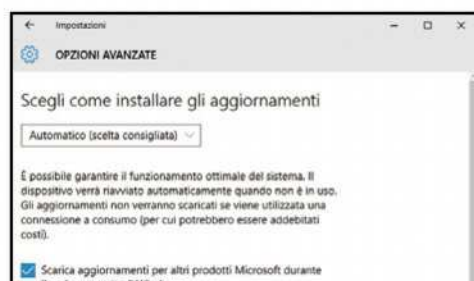 Impostazioni
OPZIONI AVANZATE
Scegli come installare gli aggiornamenti
Automatico (scelta consigliata)
È possibile garantire il funzionamento ottimale del sistema. Il
dispositivo verrà riavviato automaticamente quando non è in uso.
Gli aggiornamenti non verranno scaricati se viene utilizzata una
connessione a consumo (per cui potrebbero essere addebitati
costi).
Scarica aggiornamenti per altri prodotti Microsoft durante